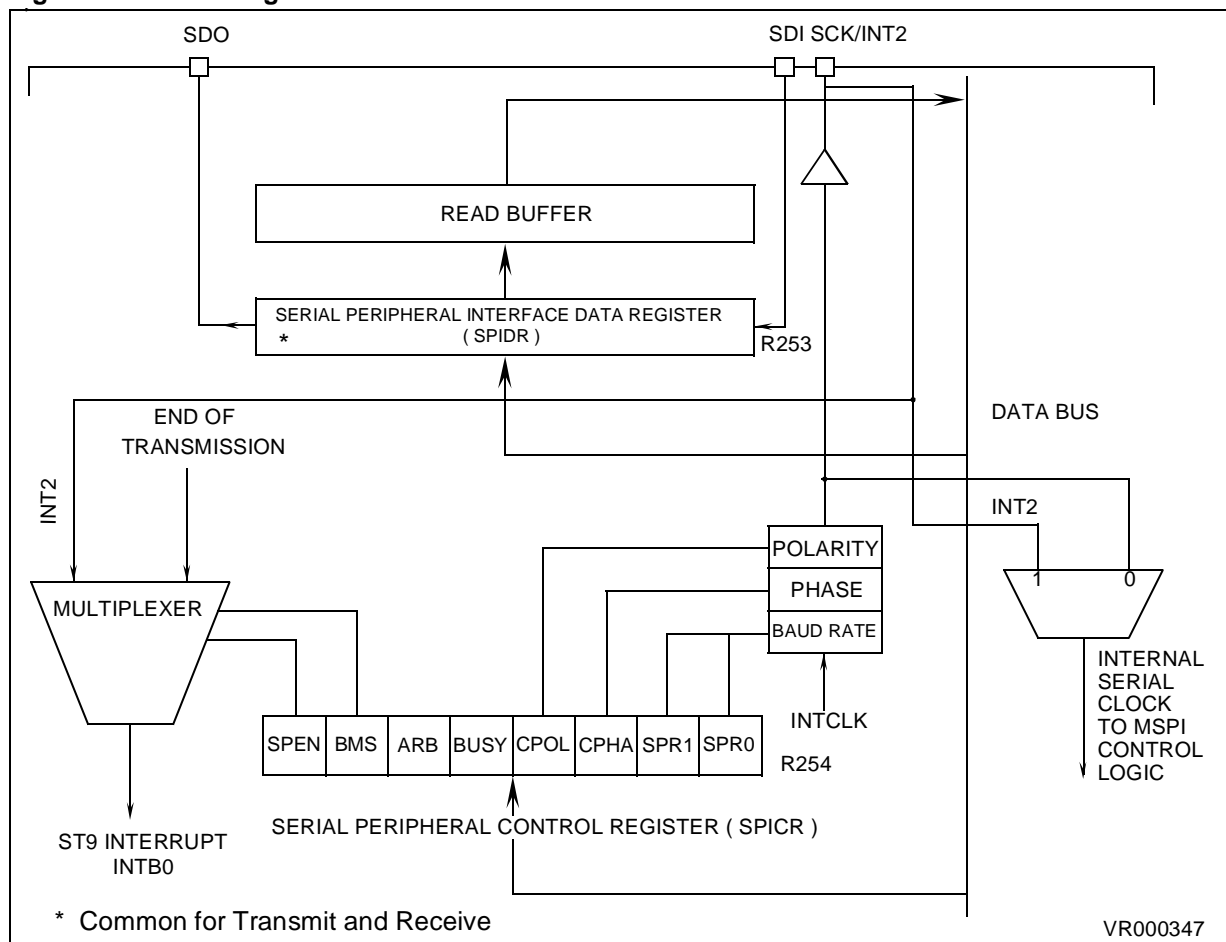 SDO
SDI SCK/INT2
READ BUFFER
SERIAL PERIPHERAL INTERFACE DATA REGISTER
* ( SPIDR )
R253
END OF
TRANSMISSION
DATA BUS
INT2
INT2
POLARITY
PHASE
BAUD RATE
1 0
MULTIPLEXER
INTCLK
INTERNAL
SERIAL
CLOCK
TO MSPI
CONTROL
LOGIC
SPEN BMS ARB BUSY CPOL CPHA SPR1 SPR0
R254
SERIAL PERIPHERAL CONTROL REGISTER ( SPICR )
ST9 INTERRUPT
INTB0
* Common for Transmit and Receive
VR000347